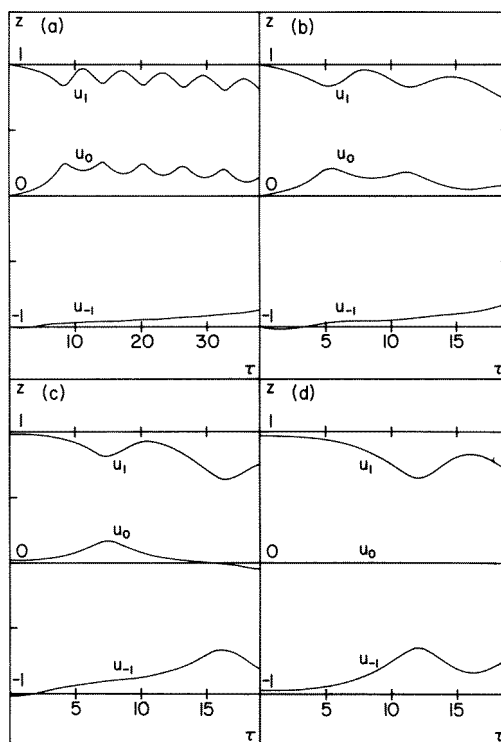 z (a)
1
u₁
u₀
0
u₋₁
-1
10 20 30
τ
z (b)
1
u₁
u₀
0
u₋₁
-1
5 10 15
τ
z (c)
1
u₁
u₀
0
u₋₁
-1
5 10 15
τ
z (d)
1
u₁
0
u₀
u₋₁
-1
5 10 15
τ